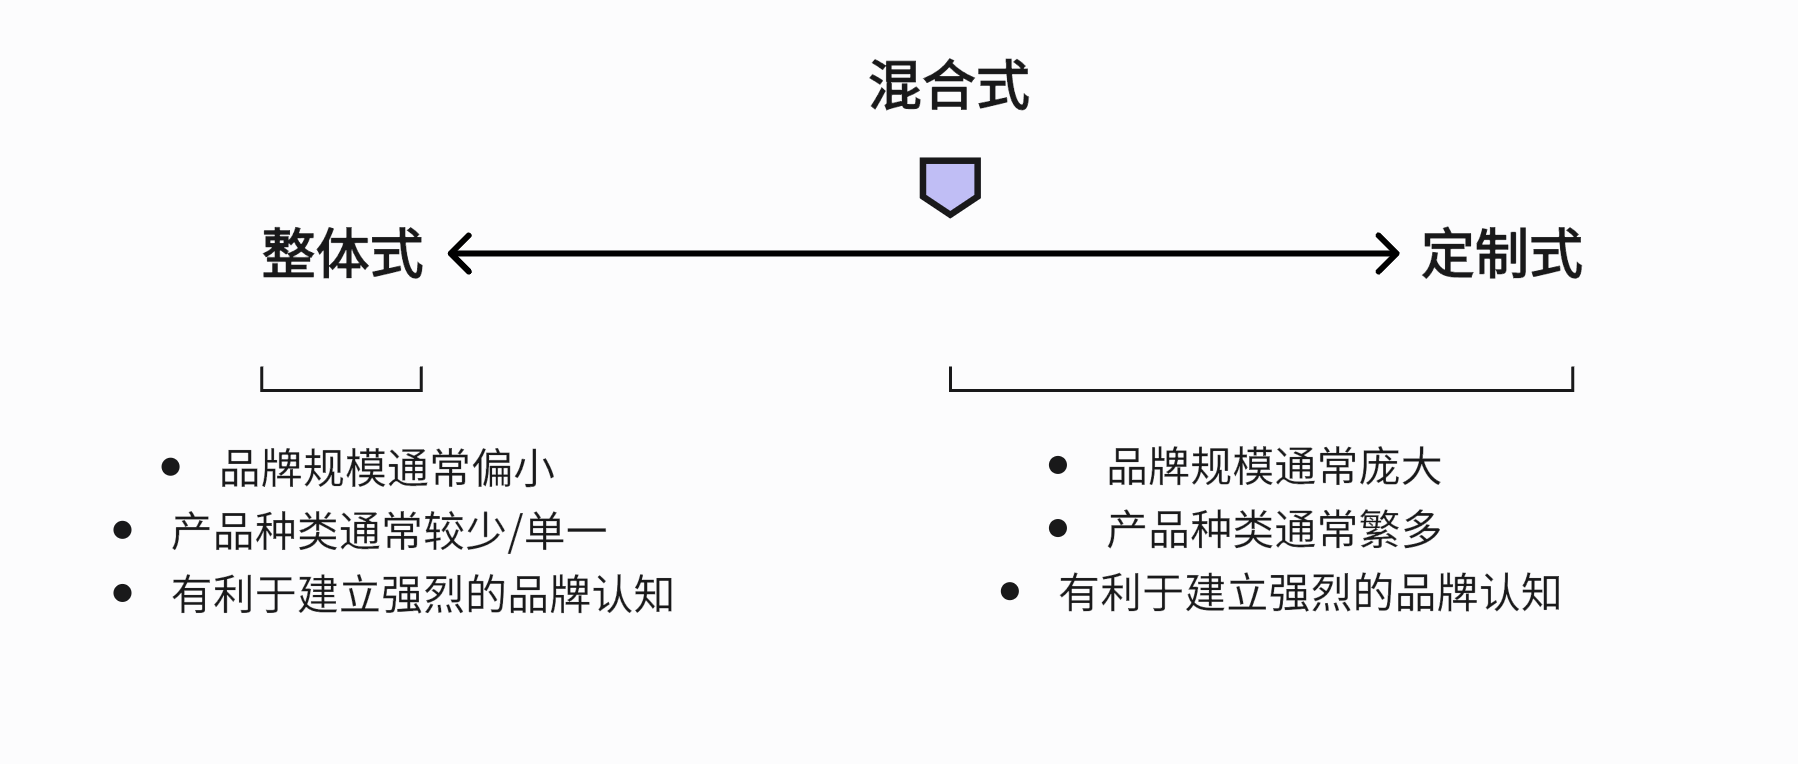 混合式
整体式
定制式
品牌规模通常偏小
产品种类通常较少/单一
有利于建立强烈的品牌认知
品牌规模通常庞大
产品种类通常繁多
有利于建立强烈的品牌认知